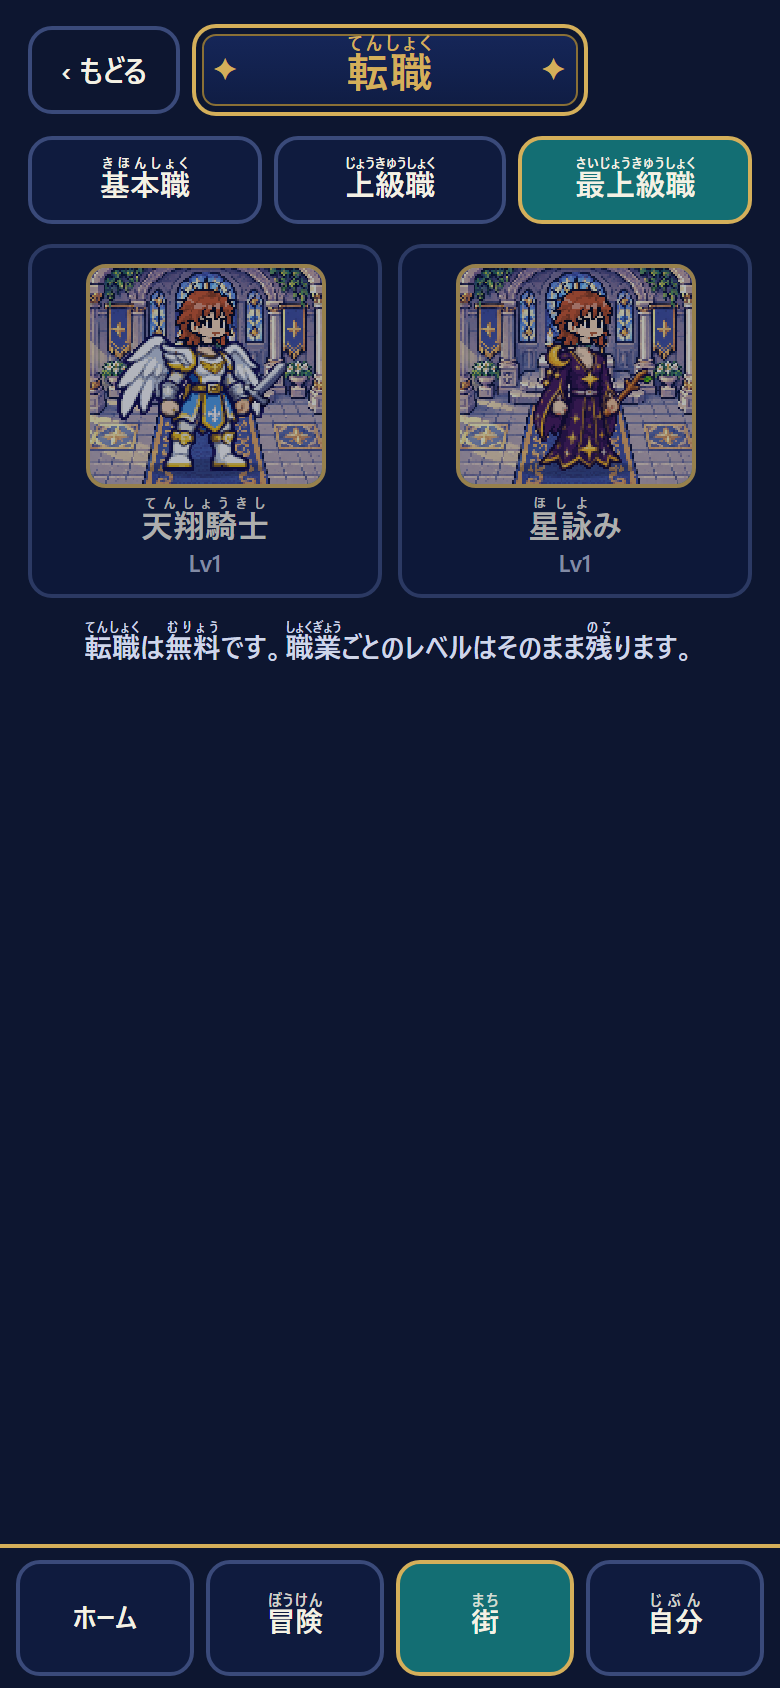 ‹ もどる
てんしょく
転職
きほんしょく
基本職
じょうきゅうしょく
上級職
さいじょうきゅうしょく
最上級職
てんしょうきし
天翔騎士
Lv1
ほしよ
星詠み
Lv1
てんしょく むりょう しょくぎょう のこ
転職は無料です。職業ごとのレベルはそのまま残ります。
ホーム
ぼうけん
冒険
まち
街
じぶん
自分